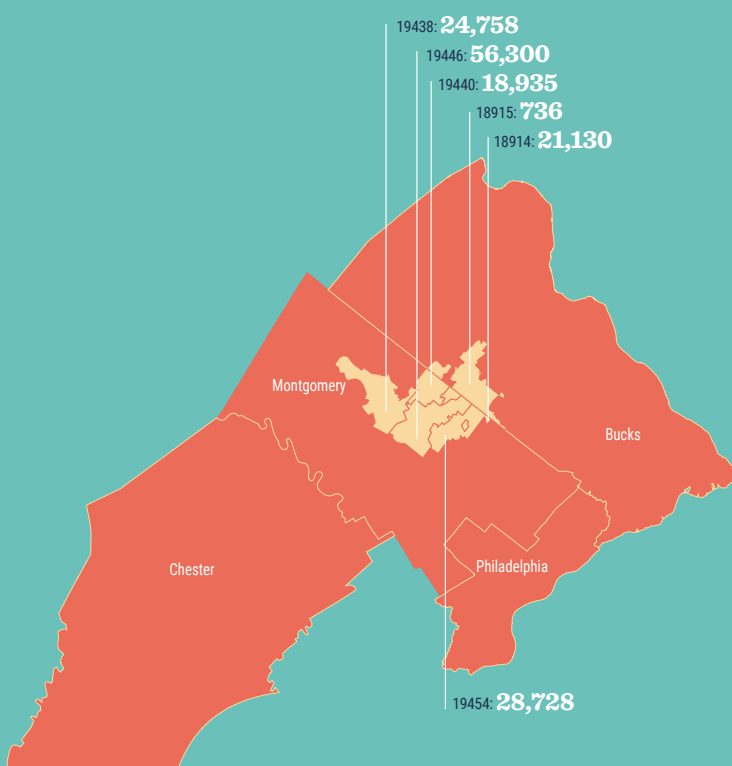 19438: 24,758
19446: 56,300
19440: 18,935
18915: 736
18914: 21,130
Montgomery
Bucks
Chester
Philadelphia
19454: 28,728